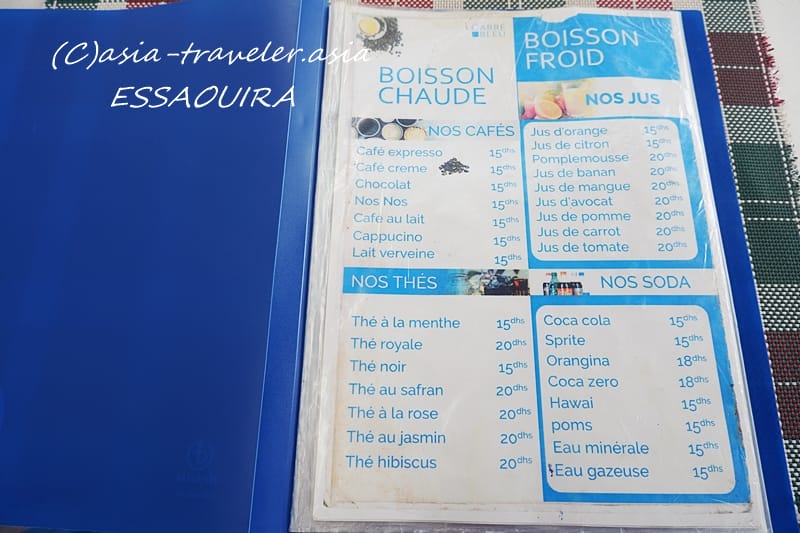 (C)asia-traveler.asia
ESSAOUIRA
BOISSON
CHAUDE
NOS CAFÉS
Café expresso 15dhs
Café creme 15dhs
Chocolat 15dhs
Nos Nos 15dhs
Cafe au lait 15dhs
Cappucino 15dhs
Lait verveine 15dhs
NOS THÉS
Thé à la menthe 15dhs
Thé royale 20dhs
Thé noir 15dhs
Thé au safran 20dhs
Thé à la rose 20dhs
Thé au jasmin 20dhs
Thé hibiscus 20dhs
CARRÉ
BLEU
BOISSON
FROID
NOS JUS
Jus d'orange 15dhs
Jus de citron 15dhs
Pomplemousse 20dhs
Jus de banan 20dhs
Jus de mangue 20dhs
Jus d'avocat 20dhs
Jus de pomme 20dhs
Jus de carrot 20dhs
Jus de tomate 20dhs
NOS SODA
Coca cola 15dhs
Sprite 15dhs
Orangina 18dhs
Coca zero 18dhs
Hawai 15dhs
poms 15dhs
Eau minérale 15dhs
Eau gazeuse 15dhs